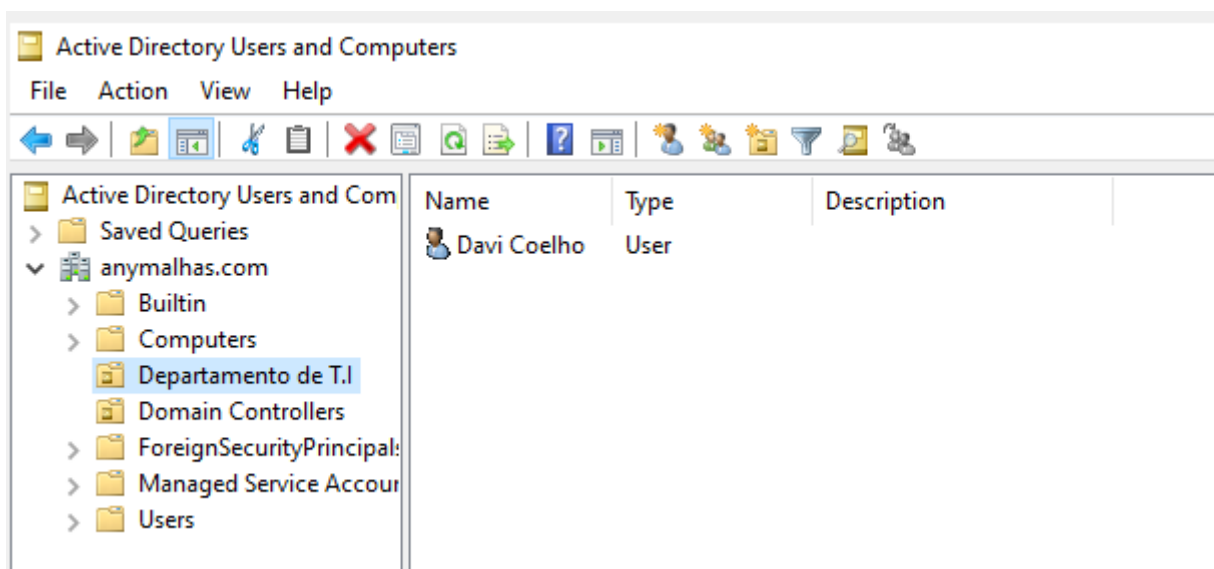 Active Directory Users and Computers
File Action View Help
Active Directory Users and Com
Saved Queries
anymalhas.com
Builtin
Computers
Departamento de T.I
Domain Controllers
ForeignSecurityPrincipals
Managed Service Accour
Users
Name Type Description
Davi Coelho User